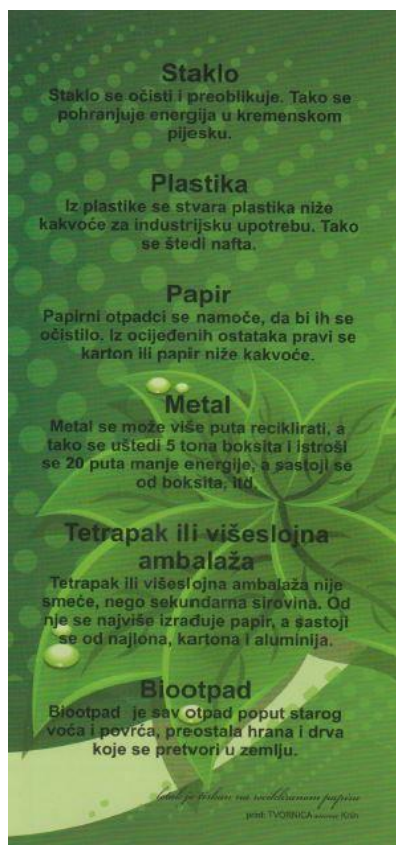 Staklo
Staklo se očisti i preoblikuje. Tako se
pohranjuje energija u kremenskom
pijesku.
Plastika
Iz plastike se stvara plastika niže
kakvoće za industrijsku upotrebu. Tako
se štedi nafta.
Papir
Papirni otpadci se namoče, da bi ih se
očistilo. Iz ocijeđenih ostataka pravi se
karton ili papir niže kakvoće.
Metal
Metal se može više puta reciklirati, a
tako se uštedi 5 tona boksita i istroši
se 20 puta manje energije, a sastoji se
od boksita, itd.
Tetrapak ili višeslojna
ambalaža
Tetrapak ili višeslojna ambalaža nije
smeće, nego sekundarna sirovina. Od
nje se najviše izrađuje papir, a sastoji
se od najlona, kartona i aluminija.
Biootpad
Biootpad je sav otpad poput starog
voća i povrća, preostala hrana i drva
koje se pretvori u zemlju.
letak je tiskan na recikliranom papiru
print: TVORNICA